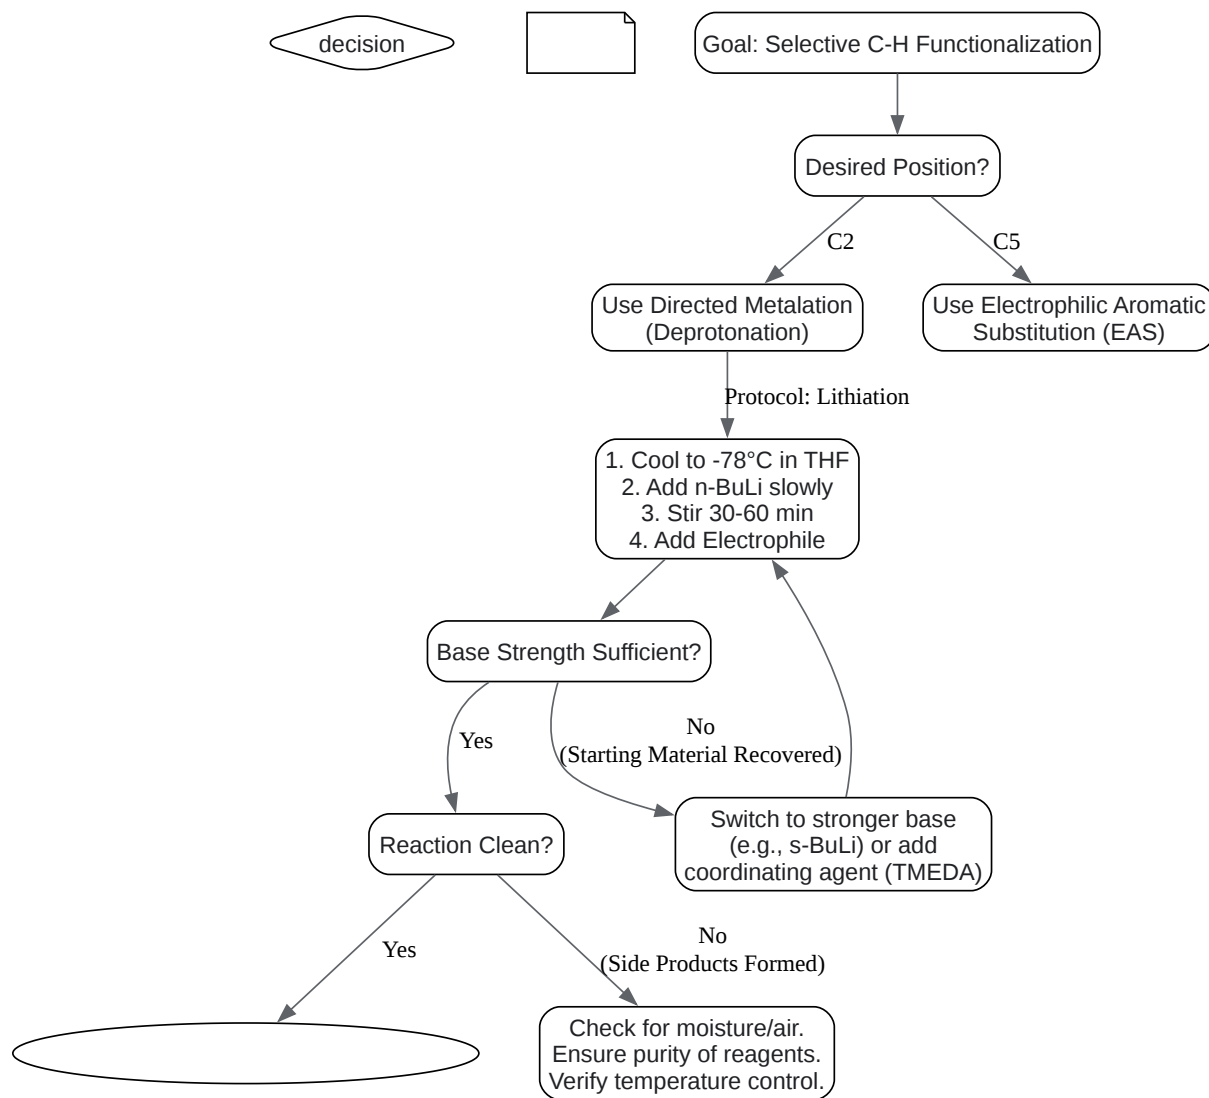 decision
Goal: Selective C-H Functionalization
Desired Position?
C2
C5
Use Directed Metalation
(Deprotonation)
Use Electrophilic Aromatic
Substitution (EAS)
Protocol: Lithiation
1. Cool to -78°C in THF
2. Add n-BuLi slowly
3. Stir 30-60 min
4. Add Electrophile
Base Strength Sufficient?
Yes
No
(Starting Material Recovered)
Switch to stronger base
(e.g., s-BuLi) or add
coordinating agent (TMEDA)
Reaction Clean?
Yes
No
(Side Products Formed)
Check for moisture/air.
Ensure purity of reagents.
Verify temperature control.